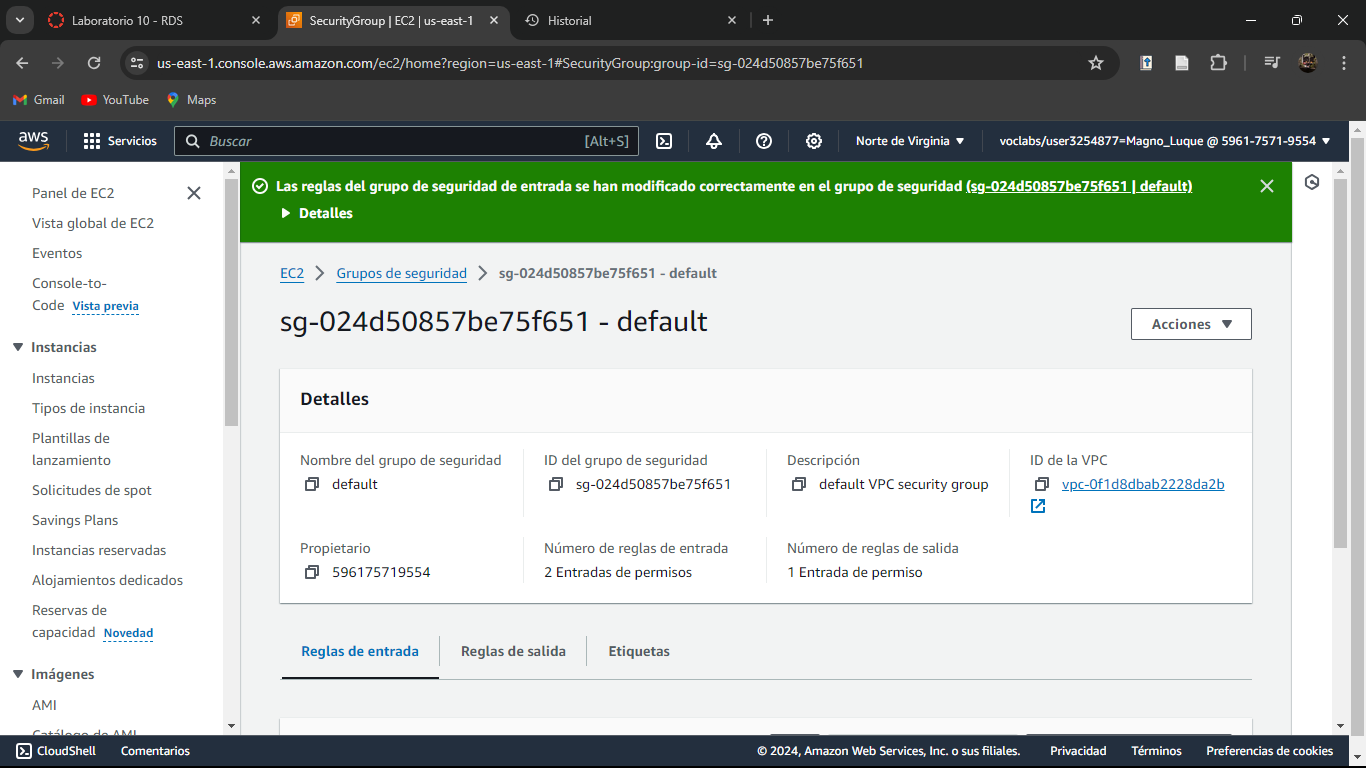 Laboratorio 10 - RDS
SecurityGroup | EC2 | us-east-1
Historial
us-east-1.console.aws.amazon.com/ec2/home?region=us-east-1#SecurityGroup:group-id=sg-024d50857be75f651
Gmail
YouTube
Maps
aws
Servicios
Buscar
[Alt+S]
Norte de Virginia
voclabs/user3254877=Magno_Luque @ 5961-7571-9554
Panel de EC2
Vista global de EC2
Eventos
Console-to-
Code Vista previa
Instancias
Instancias
Tipos de instancia
Plantillas de
lanzamiento
Solicitudes de spot
Savings Plans
Instancias reservadas
Alojamientos dedicados
Reservas de
capacidad Novedad
Imágenes
AMI
Catálogo de AMI
Las reglas del grupo de seguridad de entrada se han modificado correctamente en el grupo de seguridad (sg-024d50857be75f651 | default)
Detalles
EC2
Grupos de seguridad
sg-024d50857be75f651 - default
sg-024d50857be75f651 - default
Acciones
Detalles
Nombre del grupo de seguridad
default
ID del grupo de seguridad
sg-024d50857be75f651
Descripción
default VPC security group
ID de la VPC
vpc-0f1d8dbab2228da2b
Propietario
596175719554
Número de reglas de entrada
2 Entradas de permisos
Número de reglas de salida
1 Entrada de permiso
Reglas de entrada
Reglas de salida
Etiquetas
CloudShell
Comentarios
© 2024, Amazon Web Services, Inc. o sus filiales.
Privacidad
Términos
Preferencias de cookies